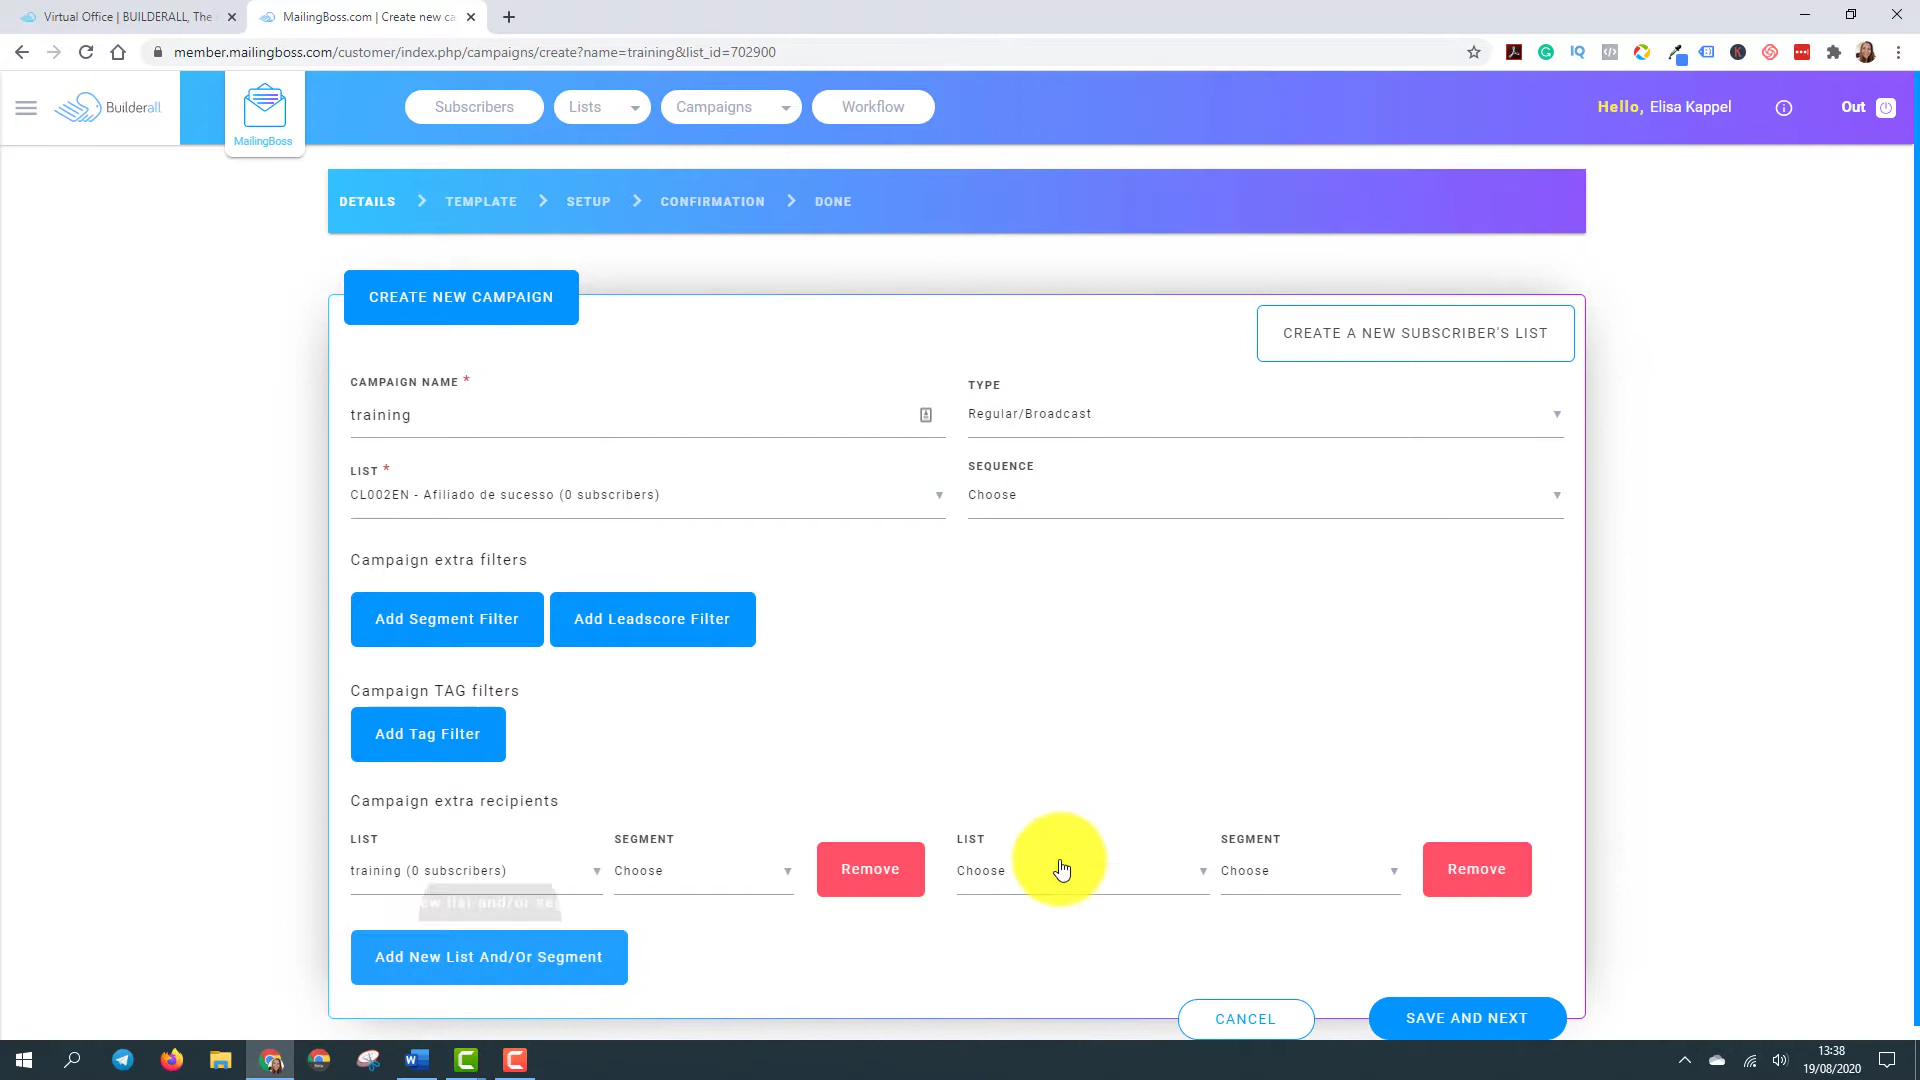 Virtual Office | BUILDERALL, The
MailingBoss.com | Create new ca
member.mailingboss.com/customer/index.php/campaigns/create?name=training&list_id=702900
Builderall
MailingBoss
Subscribers
Lists
Campaigns
Workflow
Hello, Elisa Kappel
Out
DETAILS
TEMPLATE
SETUP
CONFIRMATION
DONE
CREATE NEW CAMPAIGN
CREATE A NEW SUBSCRIBER'S LIST
CAMPAIGN NAME *
TYPE
training
Regular/Broadcast
LIST *
SEQUENCE
CL002EN - Afiliado de sucesso (0 subscribers)
Choose
Campaign extra filters
Add Segment Filter
Add Leadscore Filter
Campaign TAG filters
Add Tag Filter
Campaign extra recipients
LIST
SEGMENT
LIST
SEGMENT
training (0 subscribers)
Choose
Remove
Choose
Choose
Remove
Add New List And/Or Segment
CANCEL
SAVE AND NEXT
13:38
19/08/2020